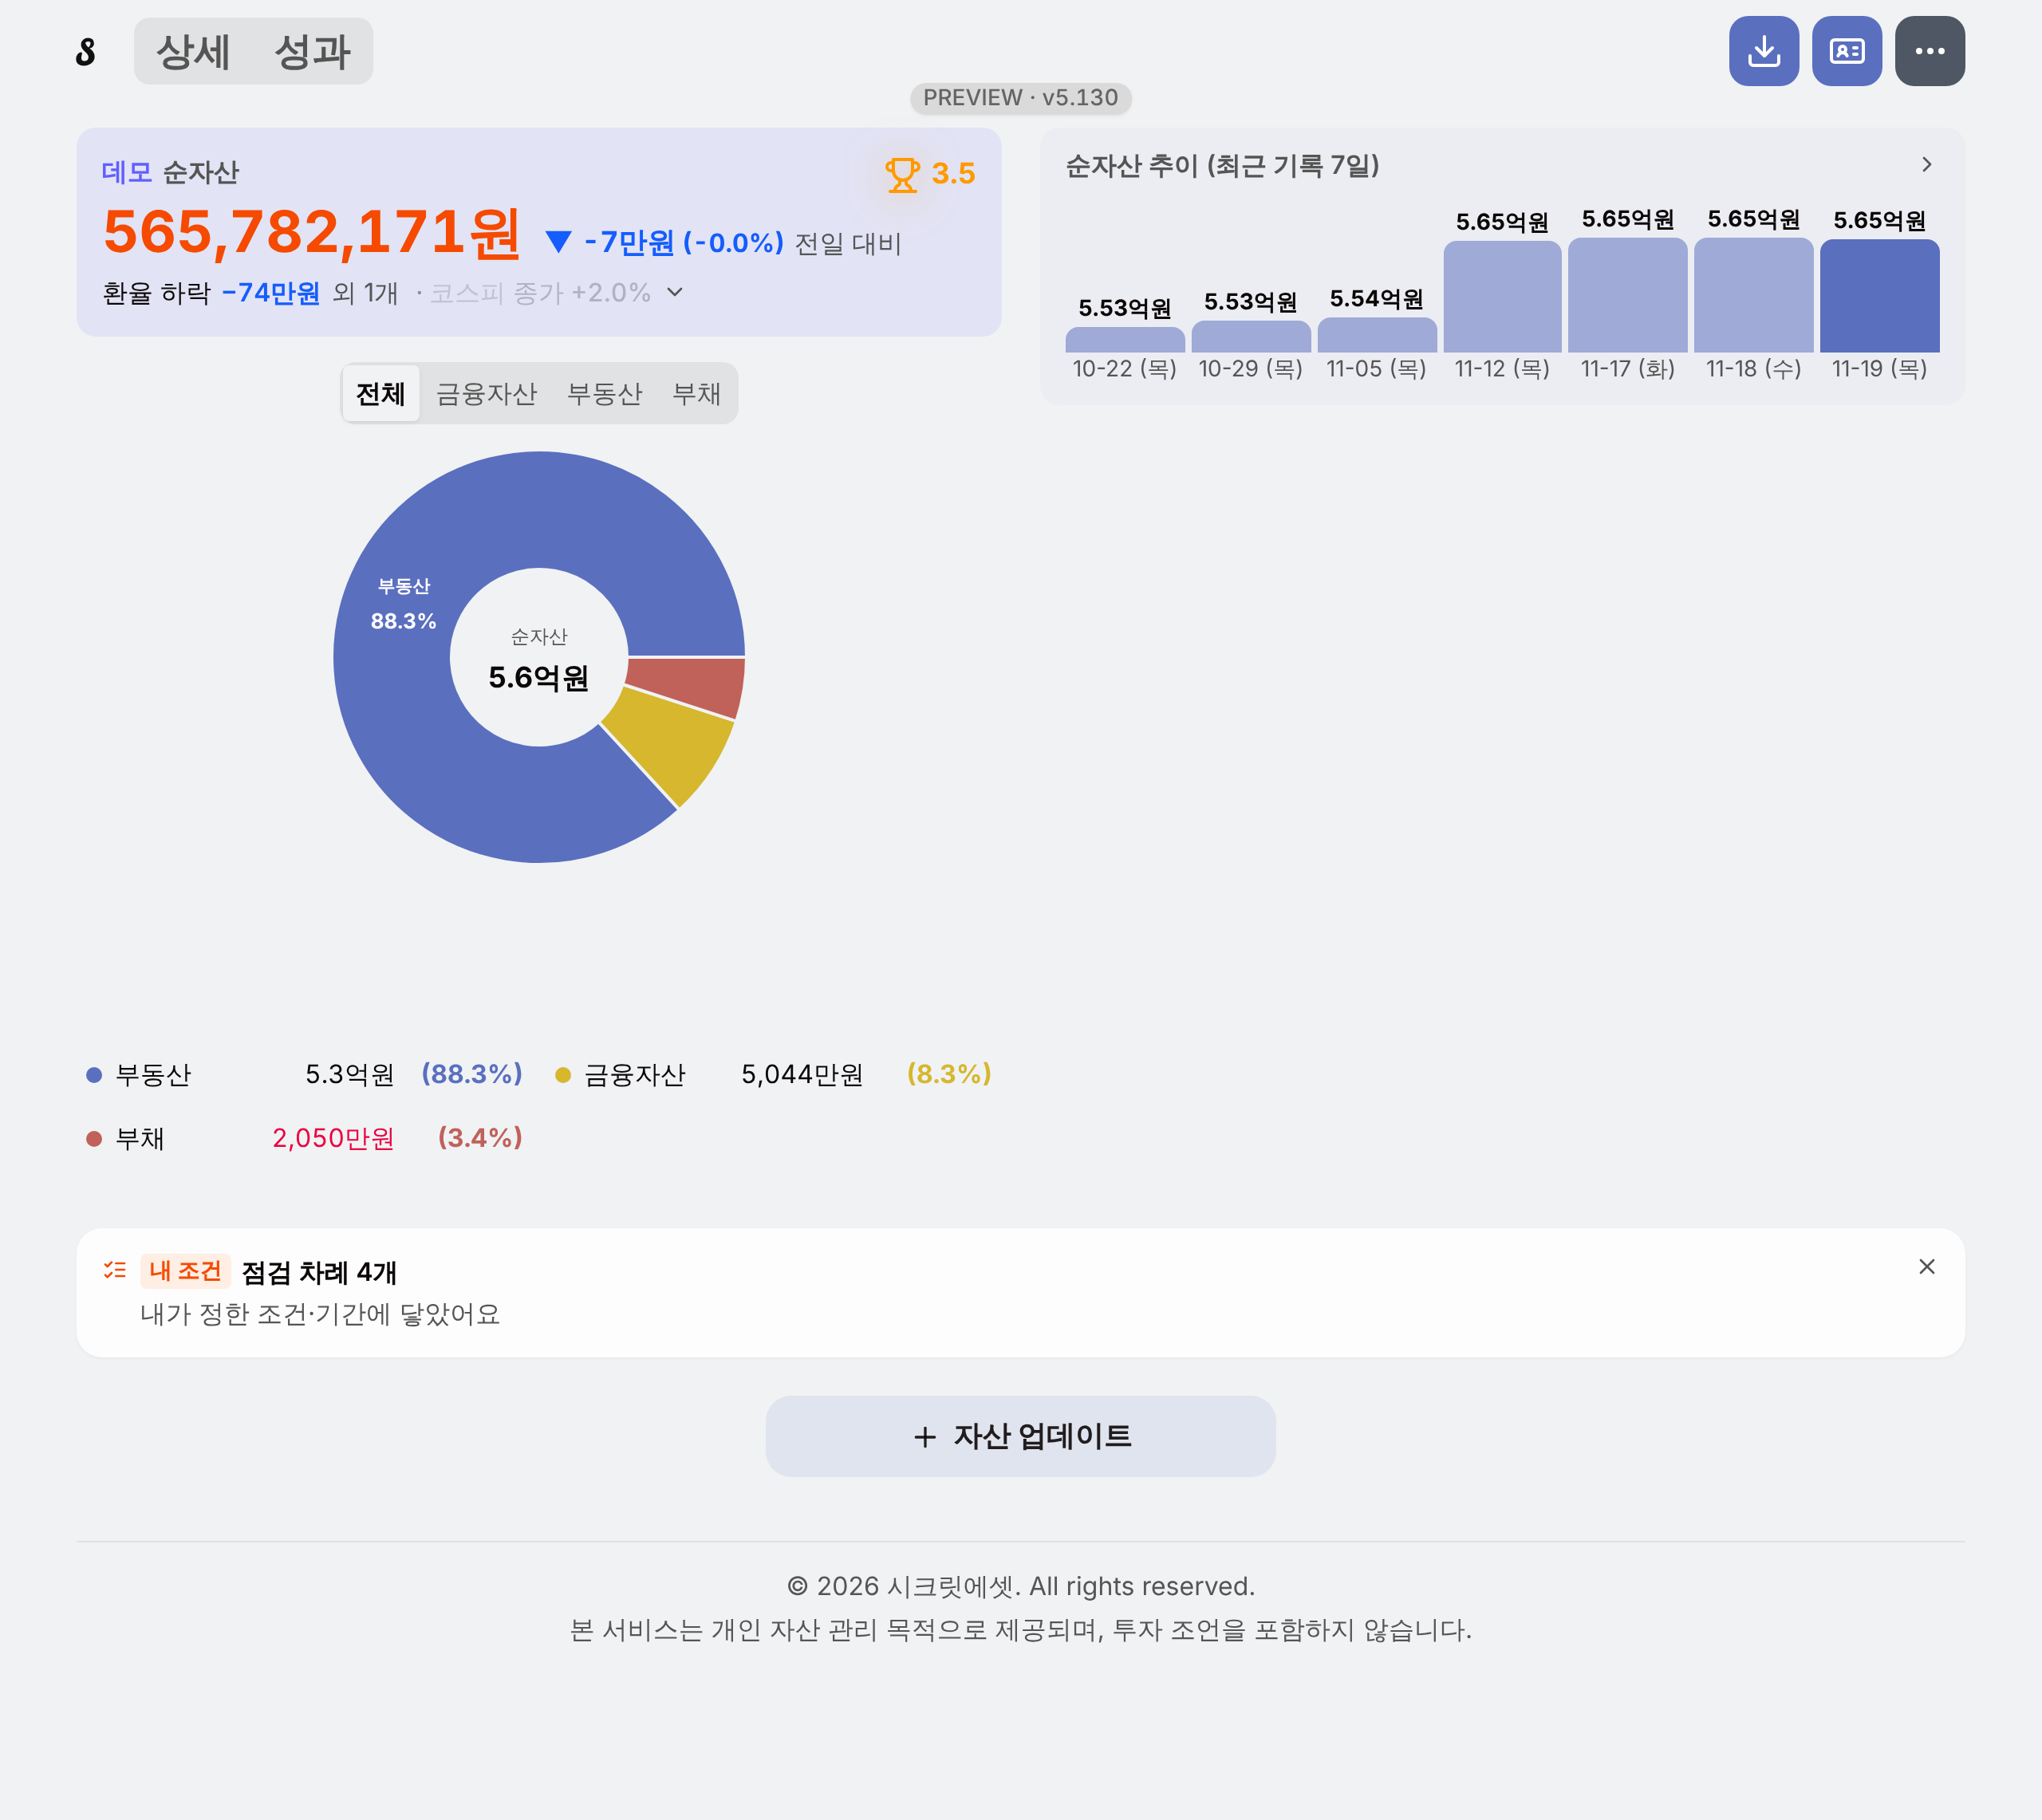 상세 성과
PREVIEW · v5.130
데모 순자산
3.5
565,782,171원 ▼ -7만원 (-0.0%) 전일 대비
환율 하락 −74만원 외 1개 · 코스피 종가 +2.0%
순자산 추이 (최근 기록 7일)
5.53억원 5.53억원 5.54억원 5.65억원 5.65억원 5.65억원 5.65억원
10-22 (목) 10-29 (목) 11-05 (목) 11-12 (목) 11-17 (화) 11-18 (수) 11-19 (목)
전체 금융자산 부동산 부채
부동산
88.3%
순자산
5.6억원
부동산 5.3억원 (88.3%) 금융자산 5,044만원 (8.3%)
부채 2,050만원 (3.4%)
내 조건 점검 차례 4개
내가 정한 조건·기간에 닿았어요
+ 자산 업데이트
© 2026 시크릿에셋. All rights reserved.
본 서비스는 개인 자산 관리 목적으로 제공되며, 투자 조언을 포함하지 않습니다.